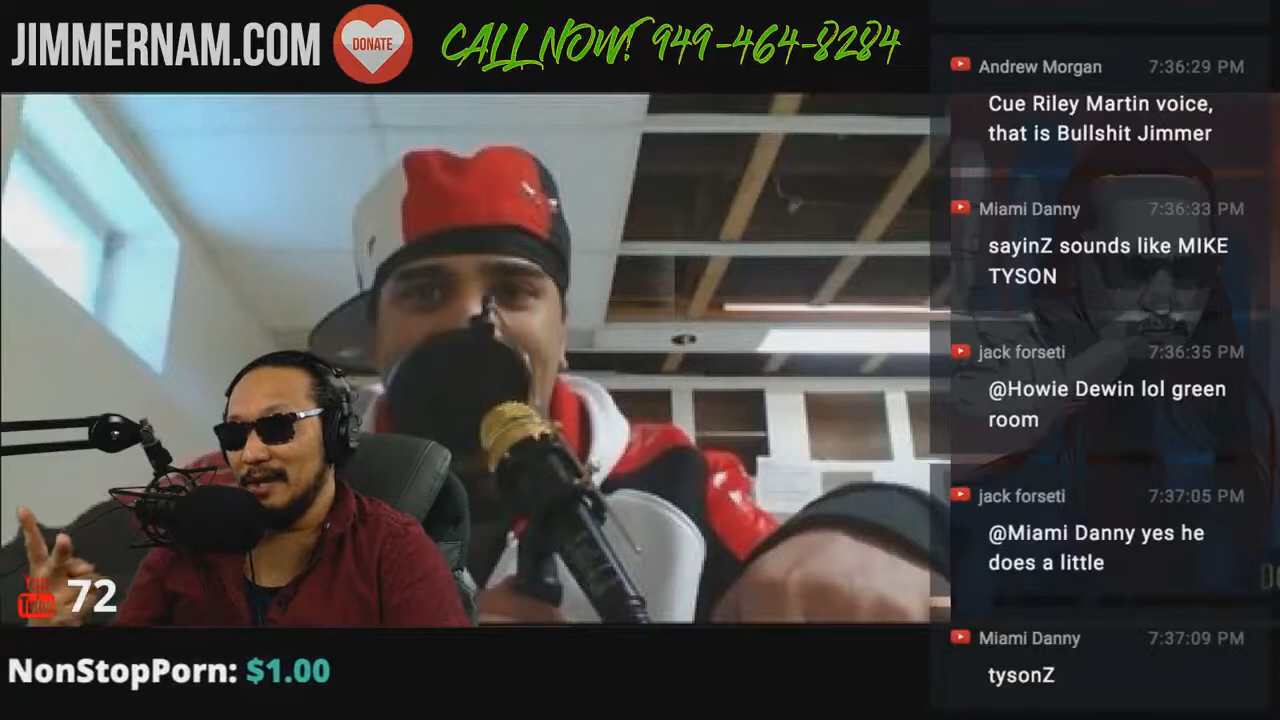 JIMMERNAM.COM
DONATE
CALL NOW! 949-464-8284
Andrew Morgan 7:36:29 PM
Cue Riley Martin voice,
that is Bullshit Jimmer
Miami Danny 7:36:33 PM
sayinZ sounds like MIKE
TYSON
jack forseti 7:36:35 PM
@Howie Dewin lol green
room
jack forseti 7:37:05 PM
@Miami Danny yes he
does a little
Miami Danny 7:37:09 PM
tysonZ
You
Tube
72
NonStopPorn: $1.00